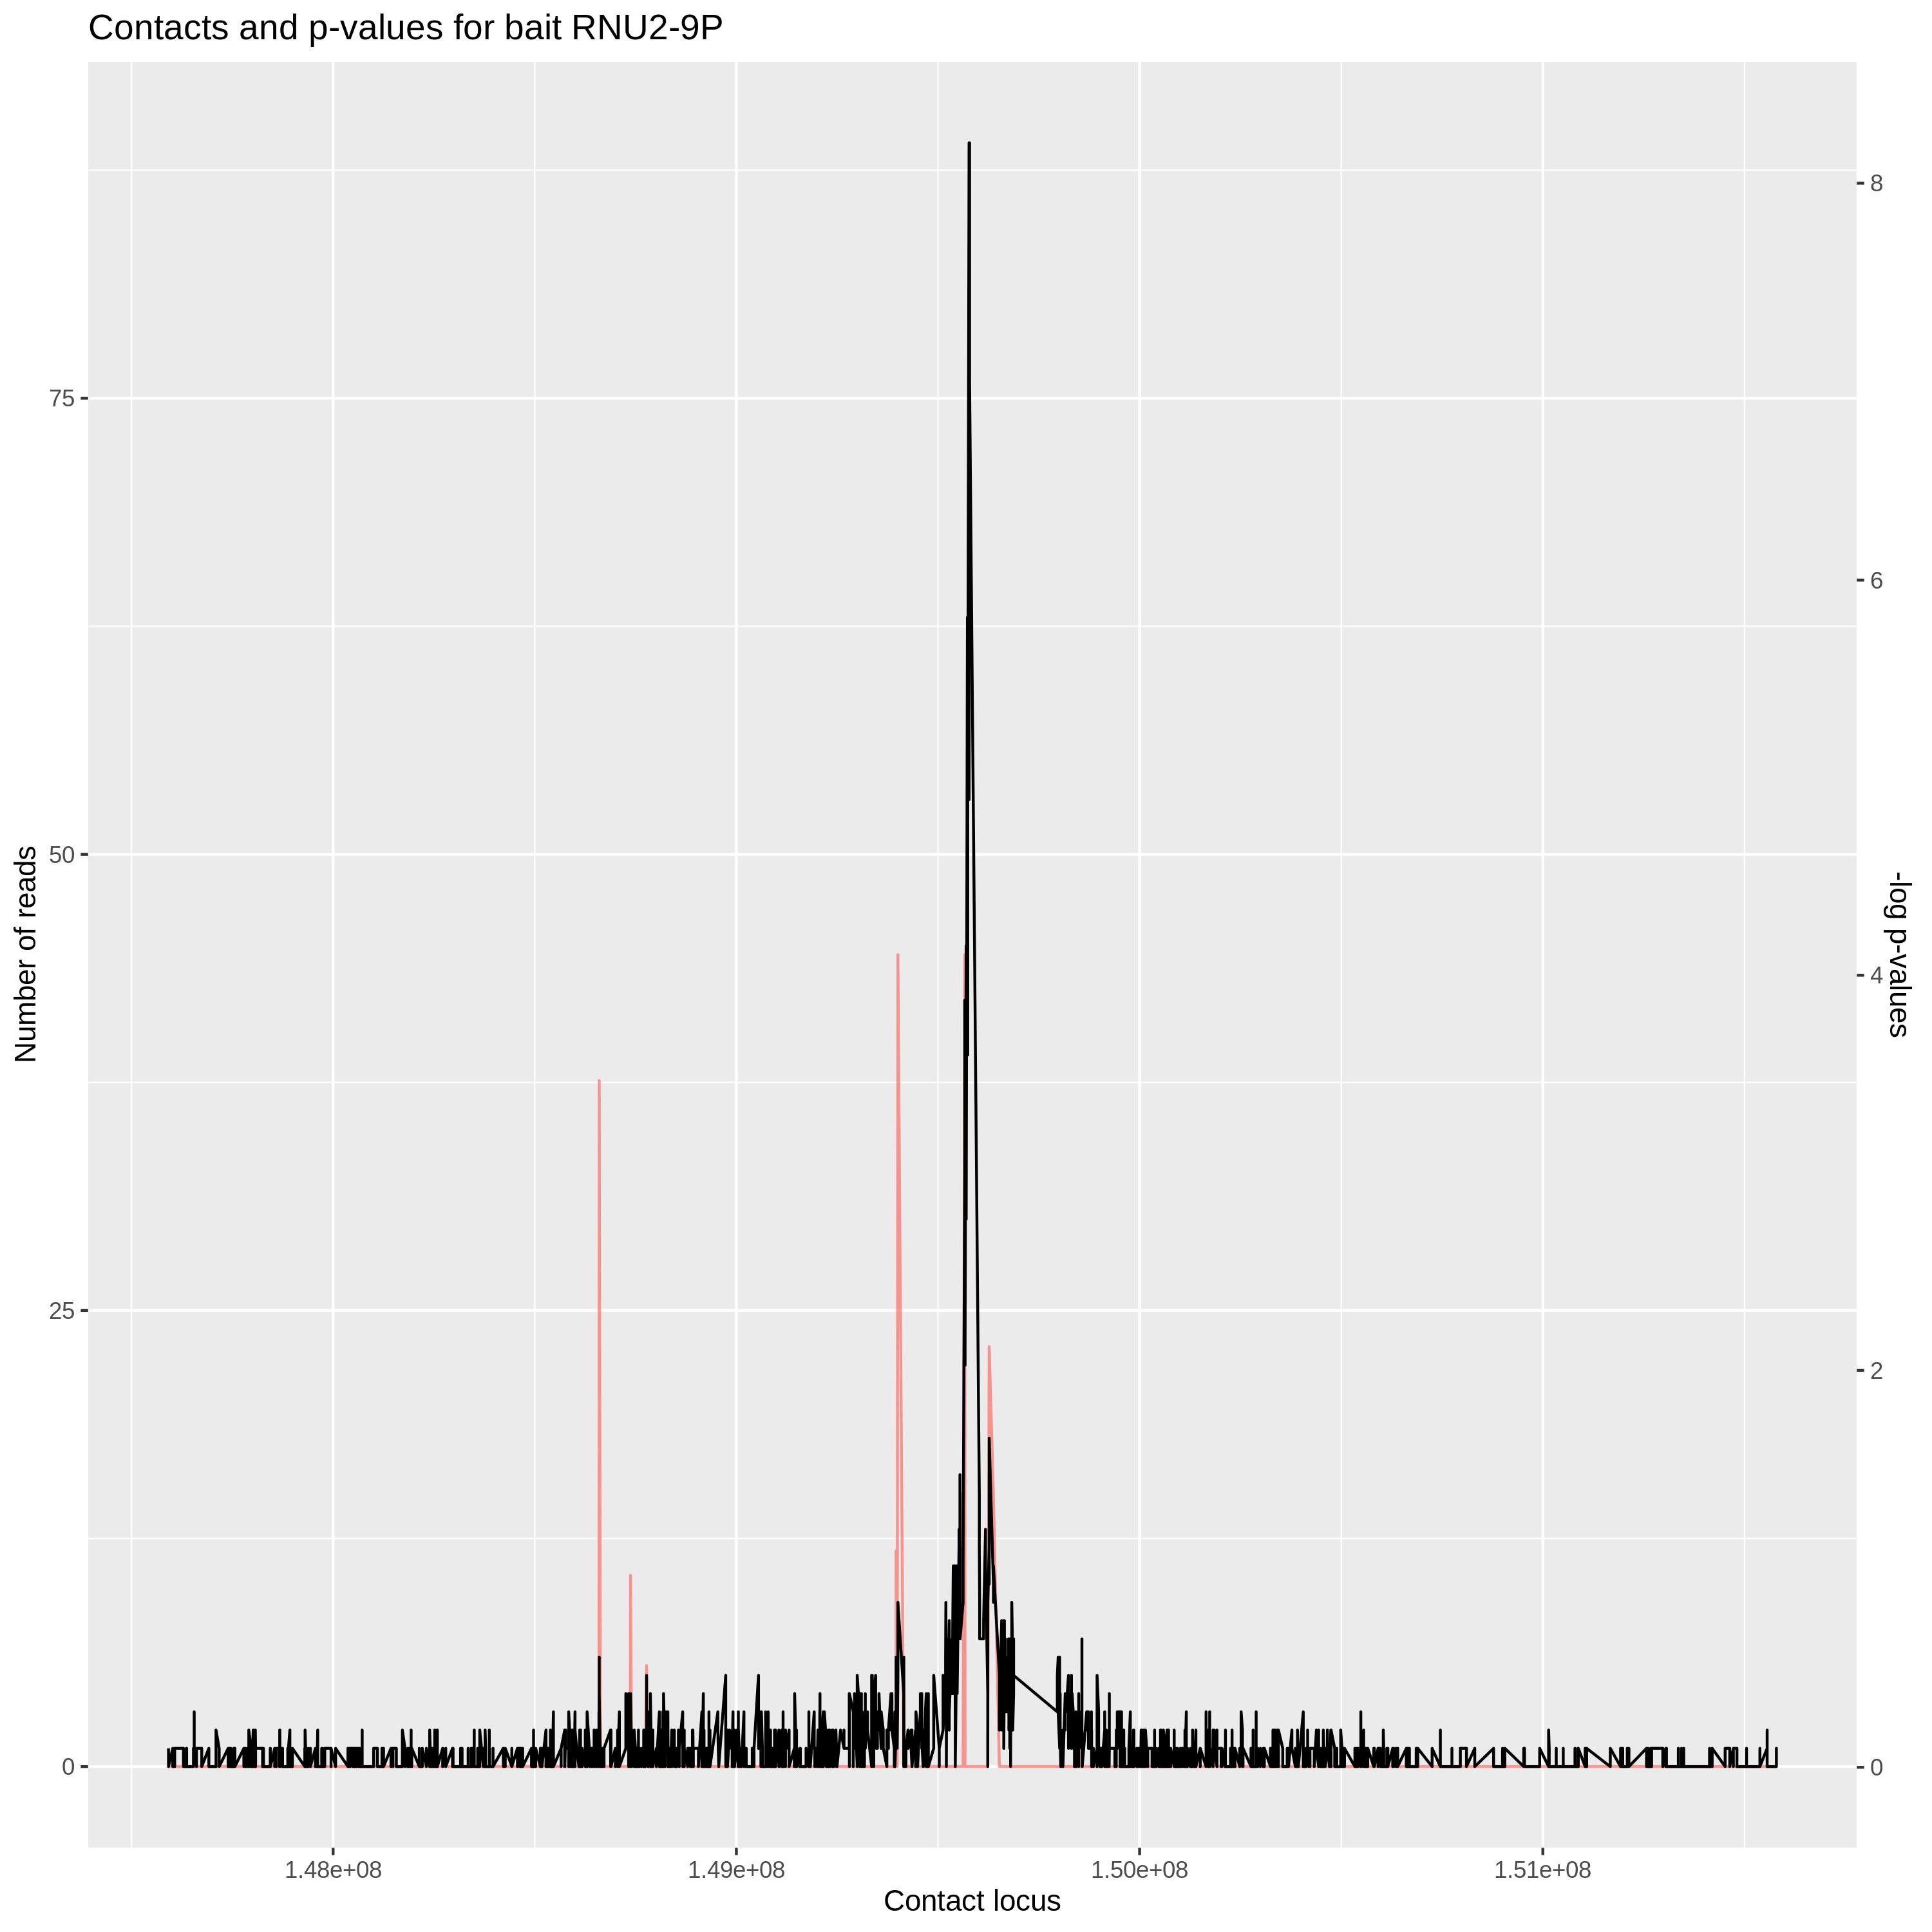 Contacts and p-values for bait RNU2-9P
Number of reads
75
50
25
0
8
6
4
2
0
-log p-values
1.48e+08
1.49e+08
1.50e+08
1.51e+08
Contact locus